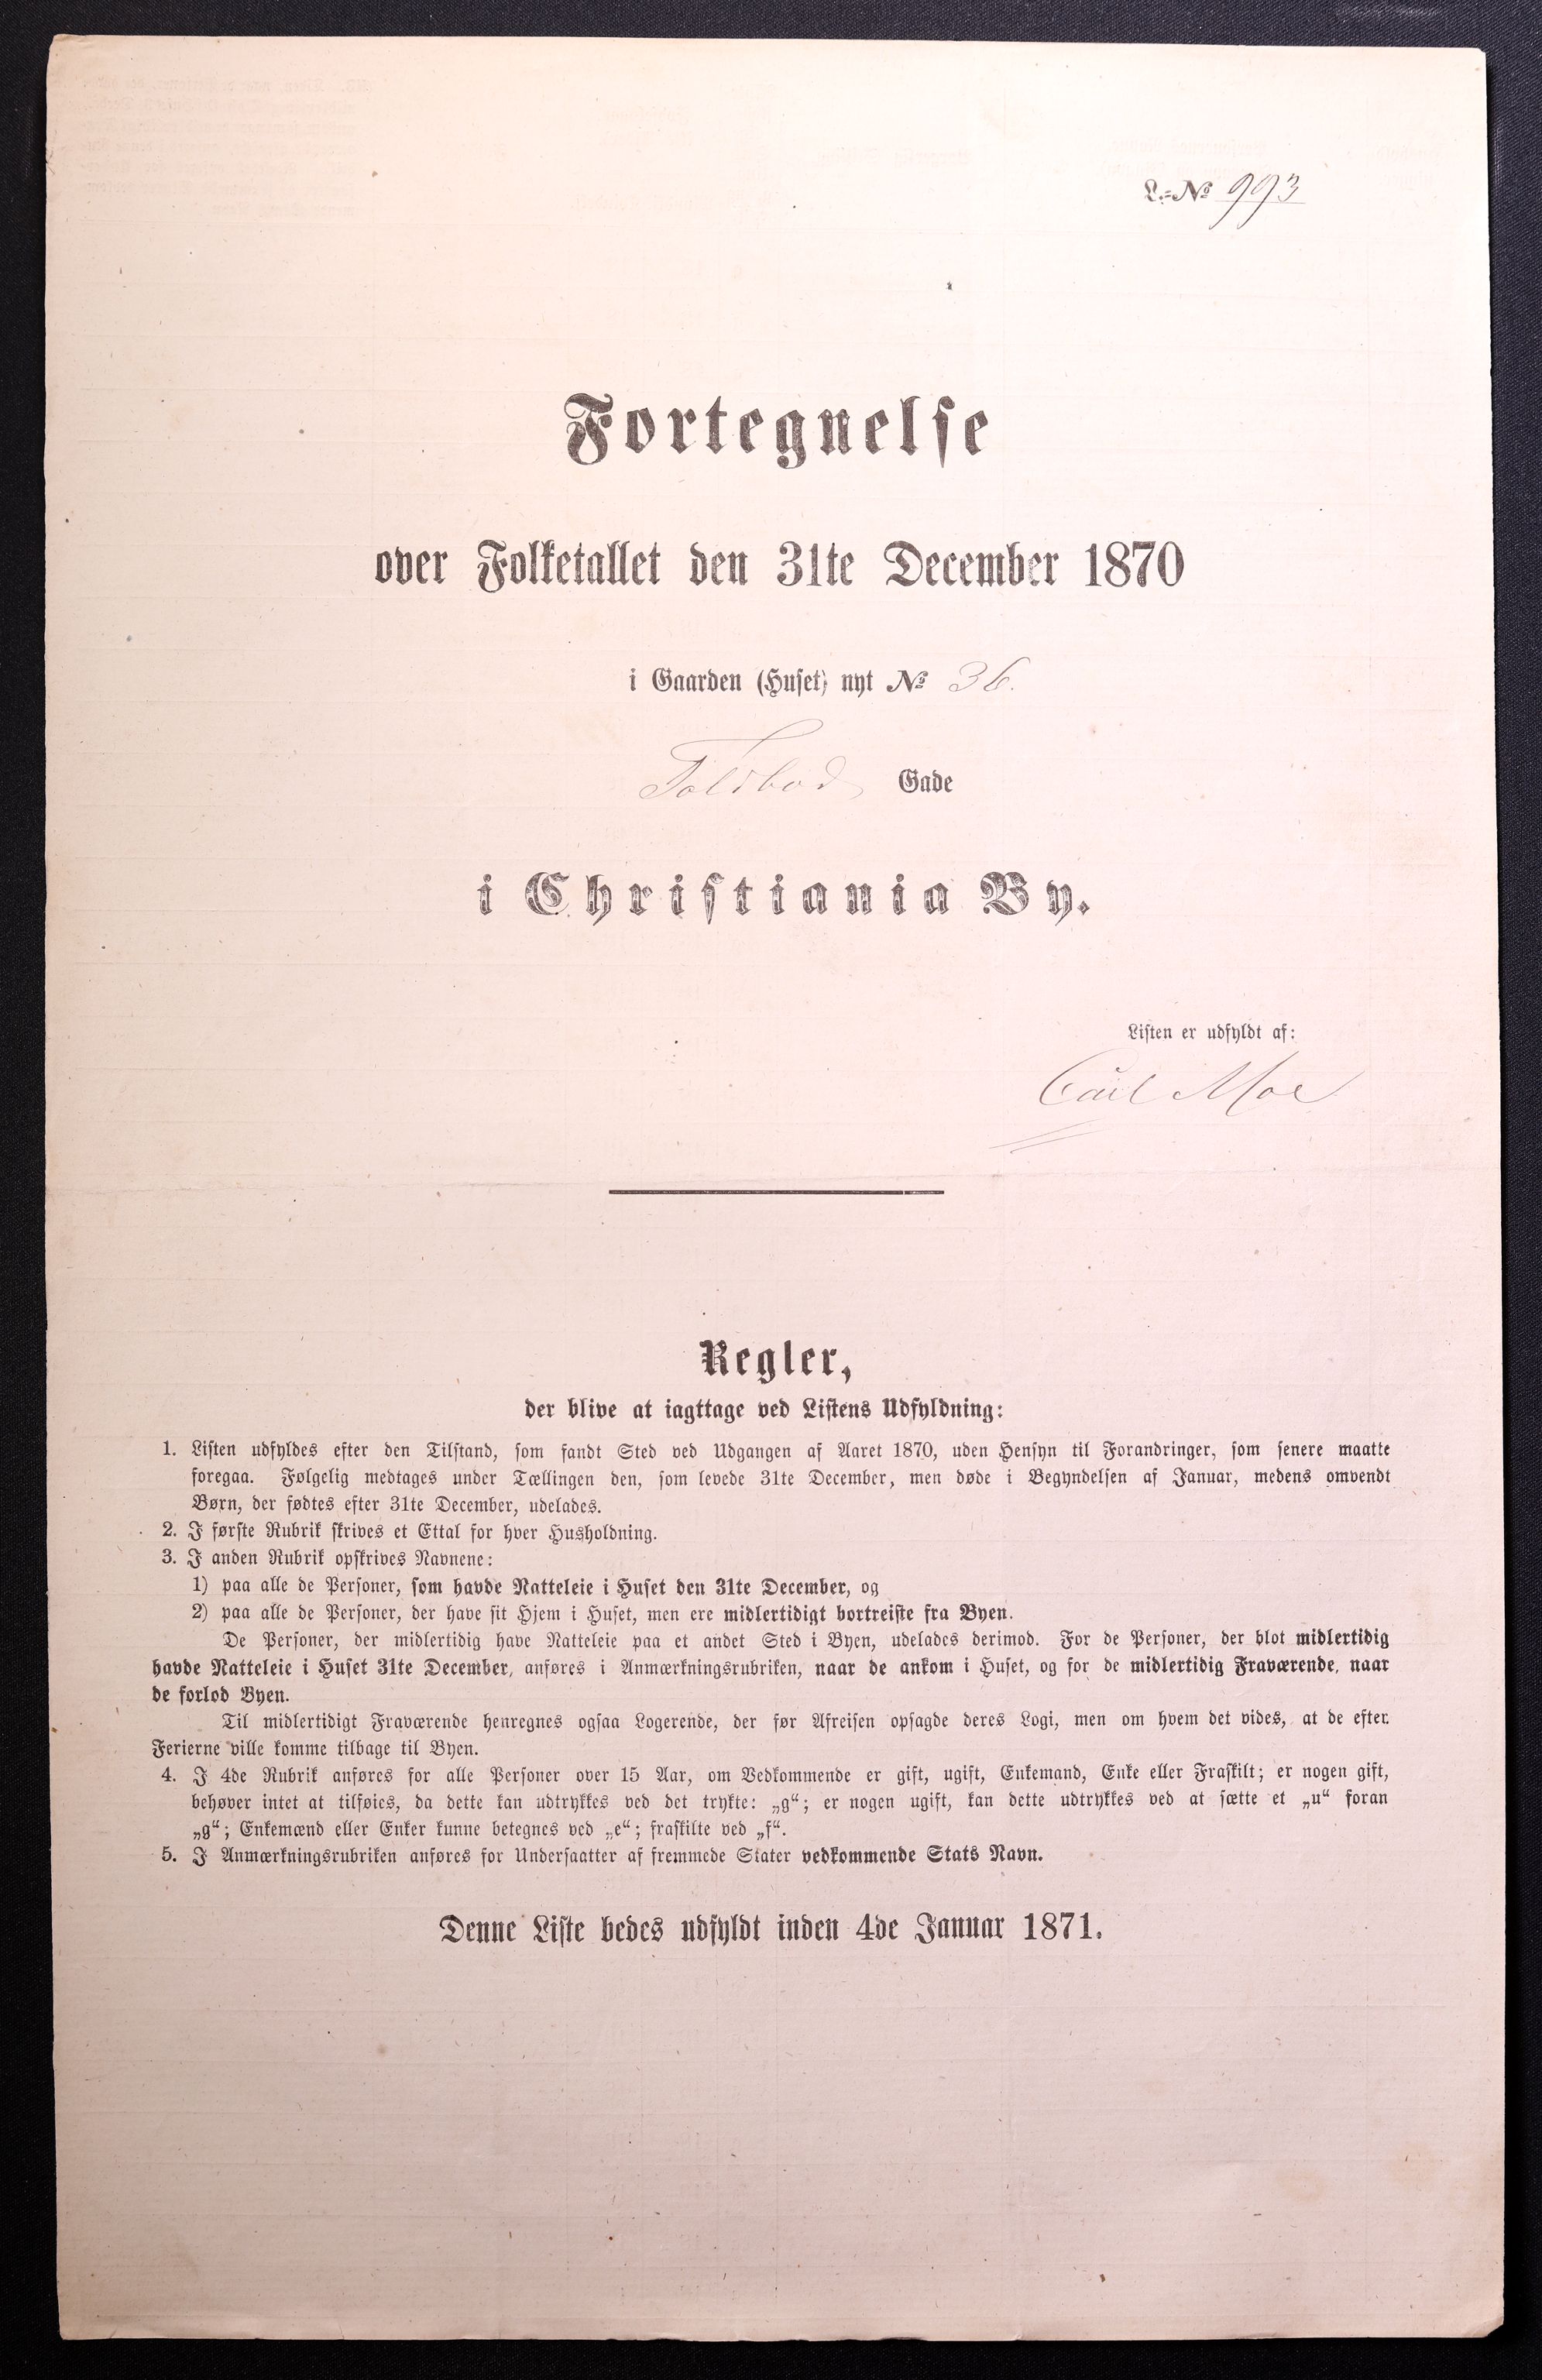 L.-№ 993
Fortegnelse
over Folketallet den 31te December 1870
i Gaarden (Huset) nyt № 36.
Toldbod Gade
i Christiania By.
Listen er udfyldt af:
Carl Moe
Regler,
der blive at iagttage ved Listens Udfyldning:
1. Listen udfyldes efter den Tilstand, som fandt Sted ved Udgangen af Aaret 1870, uden Hensyn til Forandringer, som senere maatte
foregaa. Følgelig medtages under Tællingen den, som levede 31te December, men døde i Begyndelsen af Januar, medens omvendt
Børn, der fødtes efter 31te December, udelades.
2. I første Rubrik skrives et Ettal for hver Husholdning.
3. I anden Rubrik opskrives Navnene:
1) paa alle de Personer, som havde Natteleie i Huset den 31te December, og
2) paa alle de Personer, der have sit Hjem i Huset, men ere midlertidigt bortreiste fra Byen.
De Personer, der midlertidig have Natteleie paa et andet Sted i Byen, udelades derimod. For de Personer, der blot midlertidig
havde Natteleie i Huset 31te December, anføres i Anmærkningsrubriken, naar de ankom i Huset, og for de midlertidig Fraværende, naar
de forlod Byen.
Til midlertidigt Fraværende henregnes ogsaa Logerende, der før Afreisen opsagde deres Logi, men om hvem det vides, at de efter
Ferierne ville komme tilbage til Byen.
4. I 4de Rubrik anføres for alle Personer over 15 Aar, om Vedkommende er gift, ugift, Enkemand, Enke eller Fraskilt; er nogen gift,
behøver intet at tilføies, da dette kan udtrykkes ved det trykte: „g“; er nogen ugift, kan dette udtrykkes ved at sætte et „u“ foran
„g“; Enkemænd eller Enker kunne betegnes ved „e“; fraskilte ved „f“.
5. I Anmærkningsrubriken anføres for Undersaatter af fremmede Stater vedkommende Stats Navn.
Denne Liste bedes udfyldt inden 4de Januar 1871.